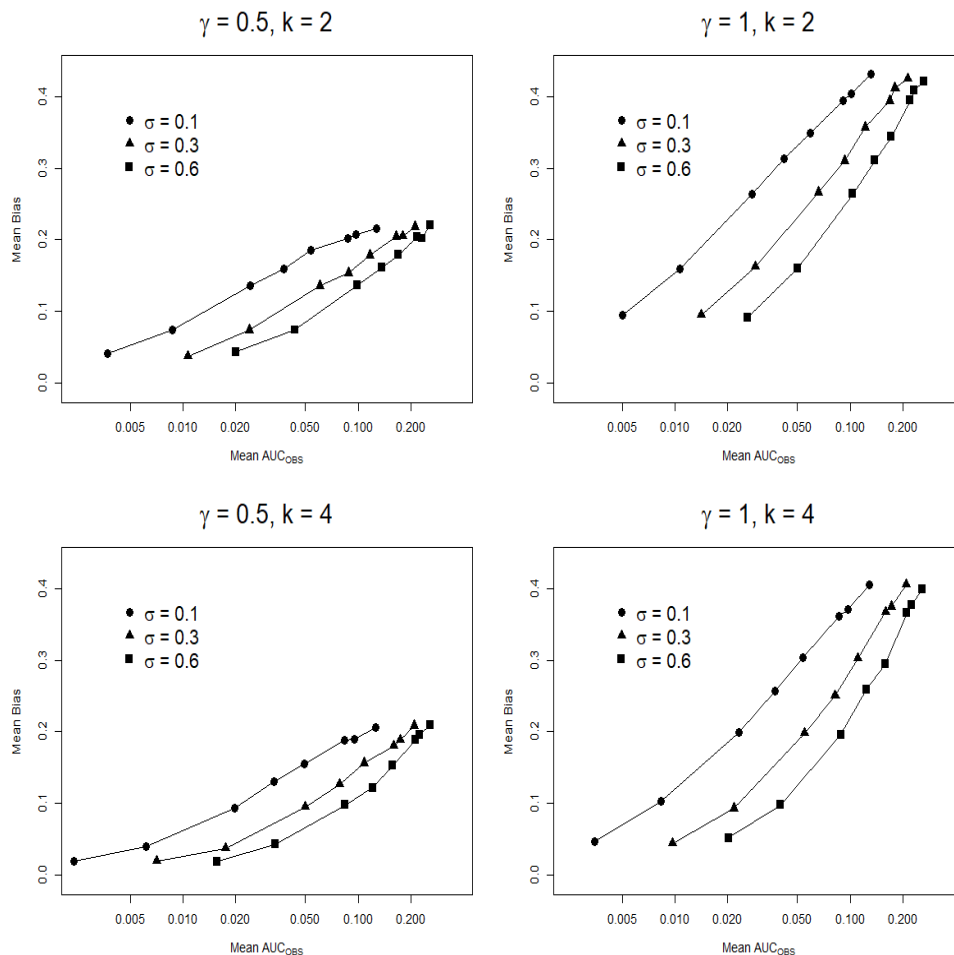 γ = 0.5, k = 2
0.4
0.3
0.2
0.1
0.0
Mean Bias
σ = 0.1
σ = 0.3
σ = 0.6
0.005 0.010 0.020 0.050 0.100 0.200
Mean AUC_OBS
γ = 1, k = 2
0.4
0.3
0.2
0.1
0.0
Mean Bias
σ = 0.1
σ = 0.3
σ = 0.6
0.005 0.010 0.020 0.050 0.100 0.200
Mean AUC_OBS
γ = 0.5, k = 4
0.4
0.3
0.2
0.1
0.0
Mean Bias
σ = 0.1
σ = 0.3
σ = 0.6
0.005 0.010 0.020 0.050 0.100 0.200
Mean AUC_OBS
γ = 1, k = 4
0.4
0.3
0.2
0.1
0.0
Mean Bias
σ = 0.1
σ = 0.3
σ = 0.6
0.005 0.010 0.020 0.050 0.100 0.200
Mean AUC_OBS